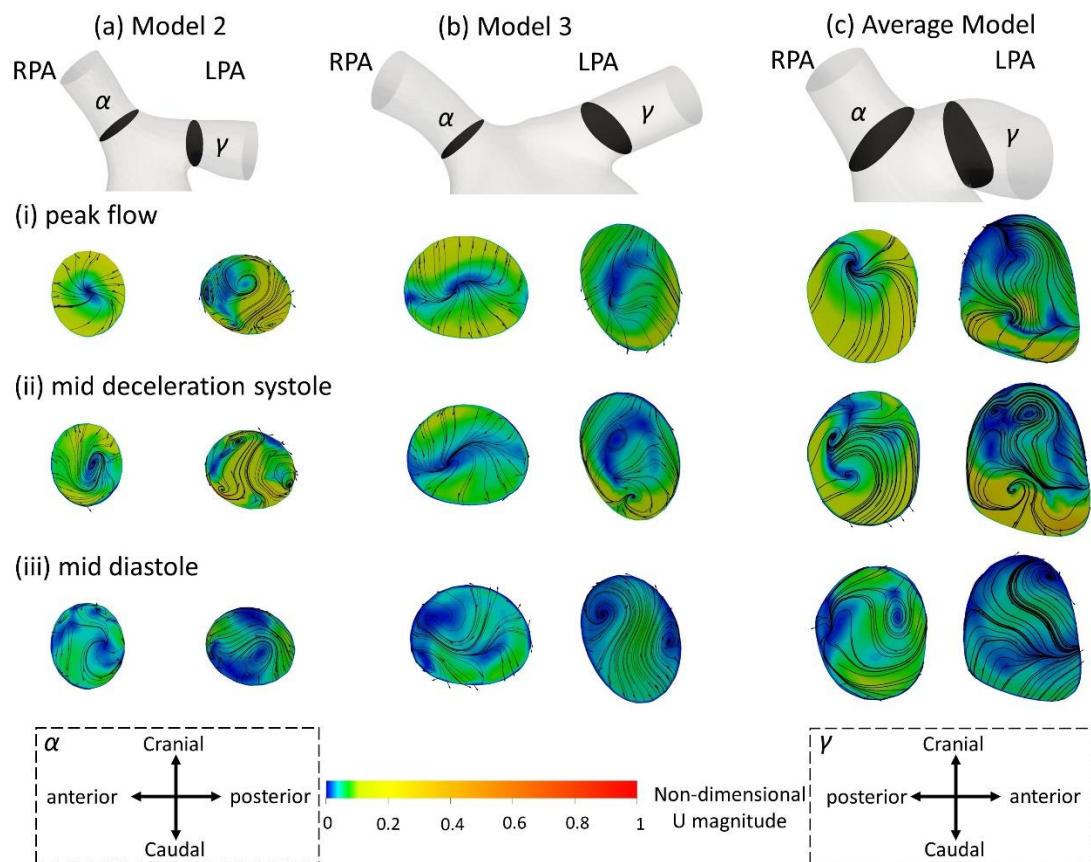 (a) Model 2
(b) Model 3
(c) Average Model
RPA
LPA
RPA
LPA
RPA
LPA
α
γ
α
γ
α
γ
(i) peak flow
(ii) mid deceleration systole
(iii) mid diastole
α
Cranial
anterior
posterior
Caudal
0
0.2
0.4
0.6
0.8
1
Non-dimensional
U magnitude
γ
Cranial
posterior
anterior
Caudal